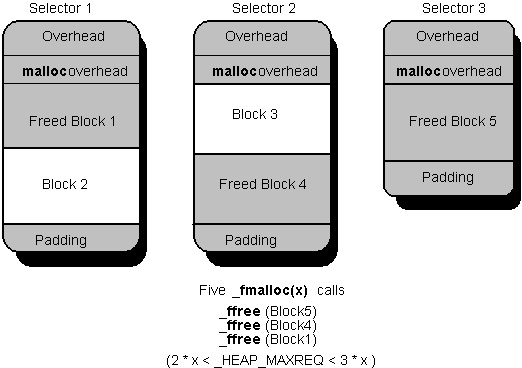 Selector 1
Overhead
malloc overhead
Freed Block 1
Block 2
Padding
Selector 2
Overhead
malloc overhead
Block 3
Freed Block 4
Padding
Selector 3
Overhead
malloc overhead
Freed Block 5
Padding
Five _fmalloc(x) calls
_ffree (Block5)
_ffree (Block4)
_ffree (Block1)
(2 * x < _HEAP_MAXREQ < 3 * x )